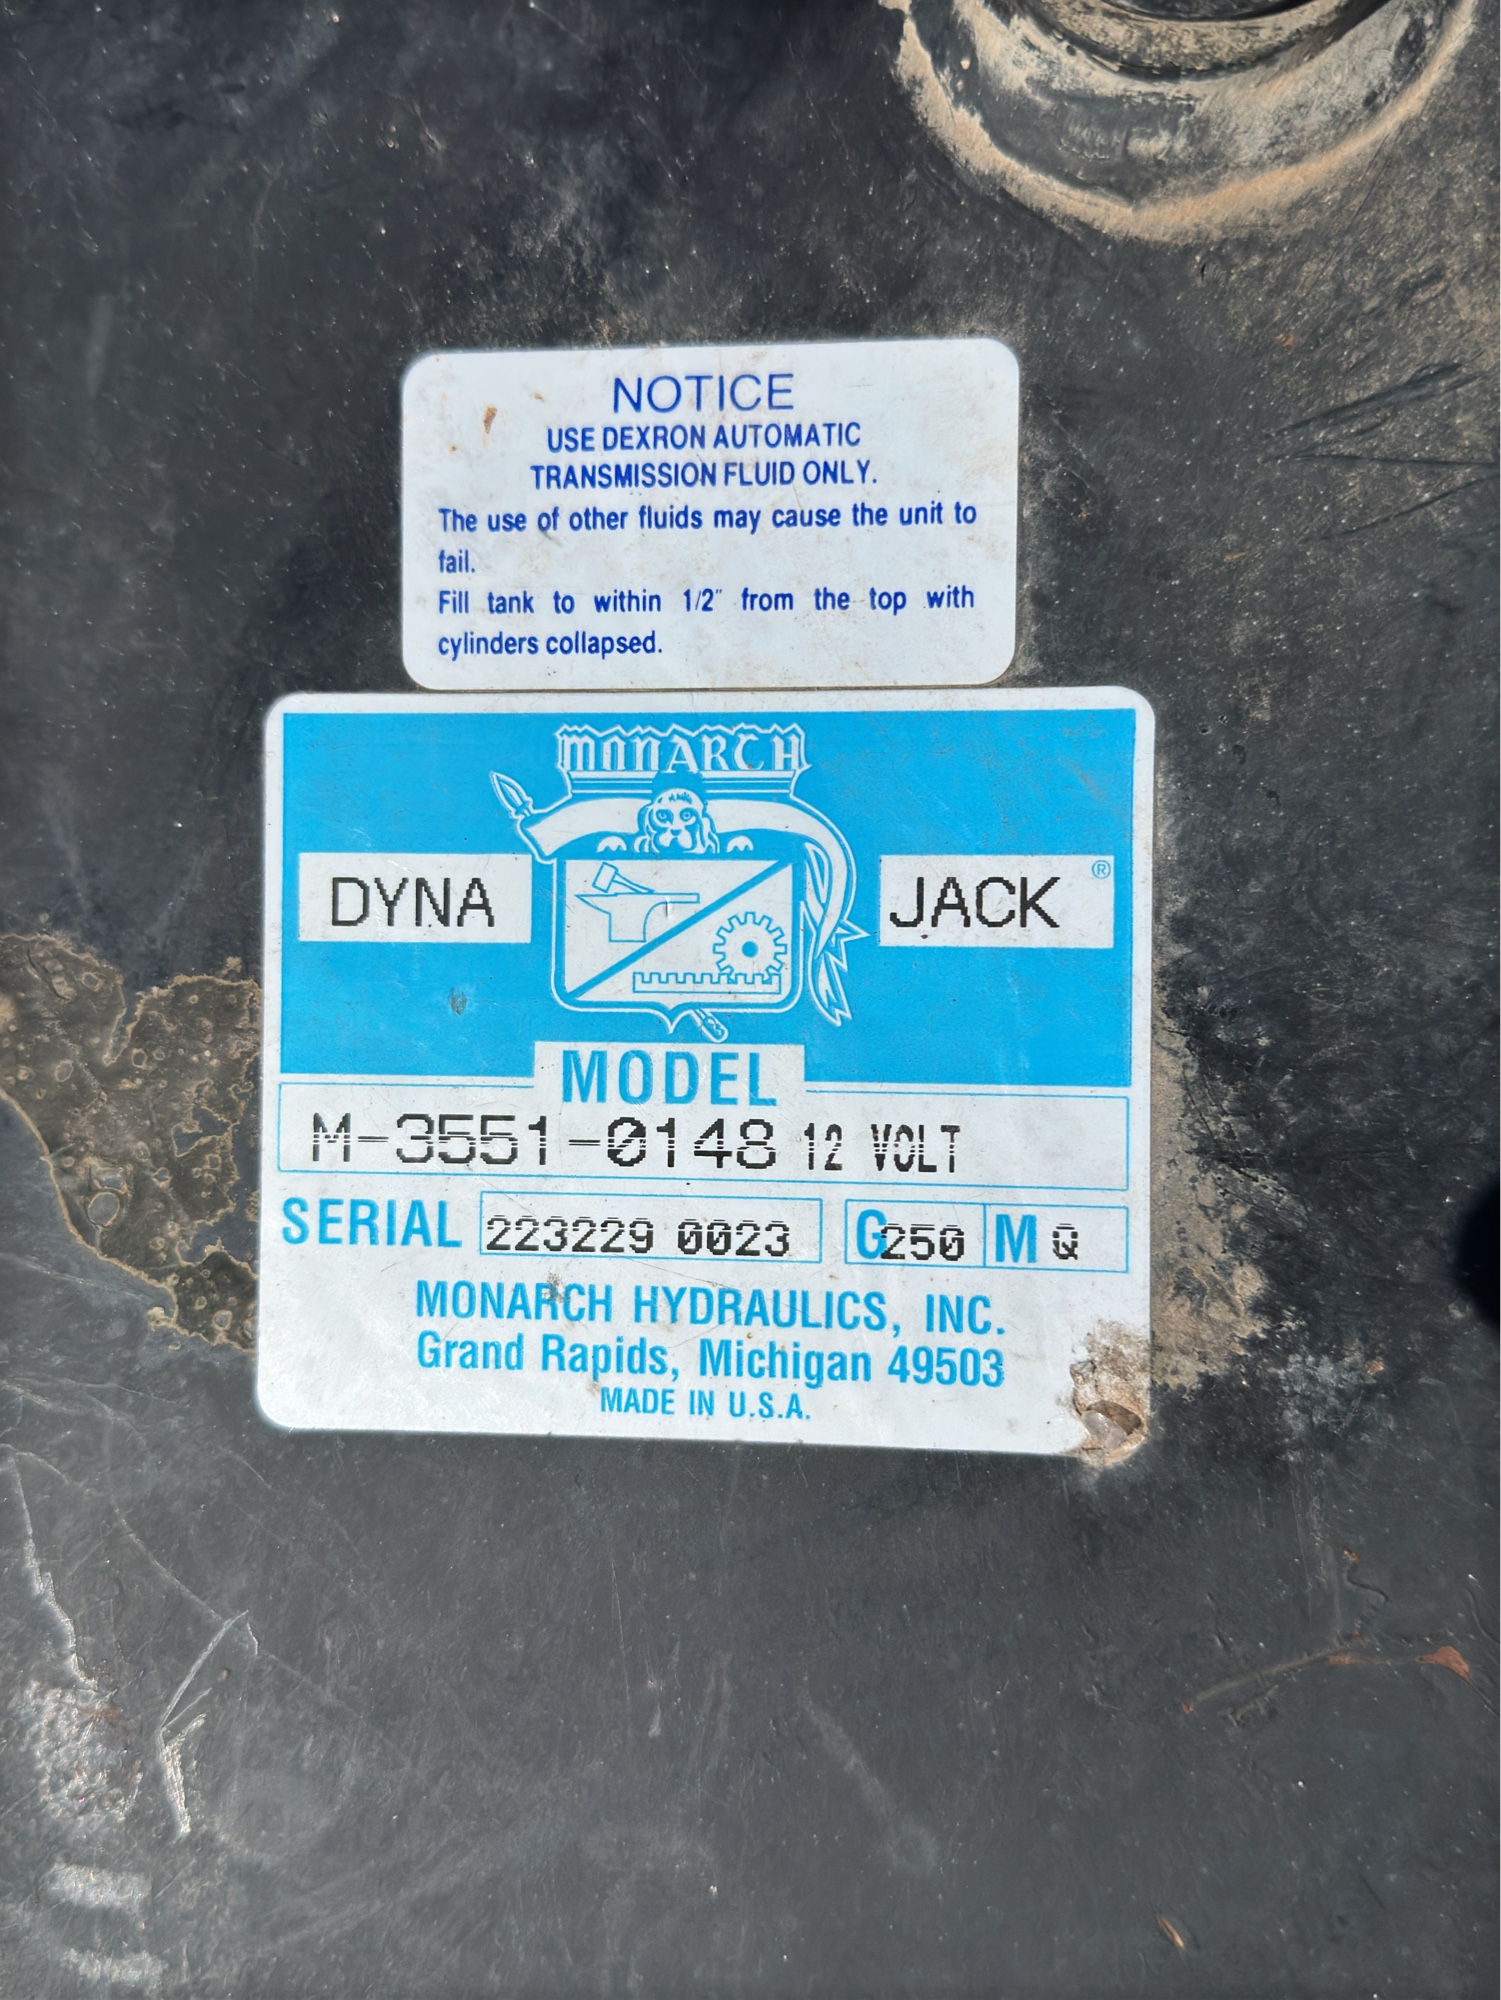 NOTICE
USE DEXRON AUTOMATIC
TRANSMISSION FLUID ONLY.
The use of other fluids may cause the unit to
fail.
Fill tank to within 1/2" from the top with
cylinders collapsed.
MONARCH
DYNA JACK ®
MODEL
M-3551-0148 12 VOLT
SERIAL 223229 0023 G250 M Q
MONARCH HYDRAULICS, INC.
Grand Rapids, Michigan 49503
MADE IN U.S.A.